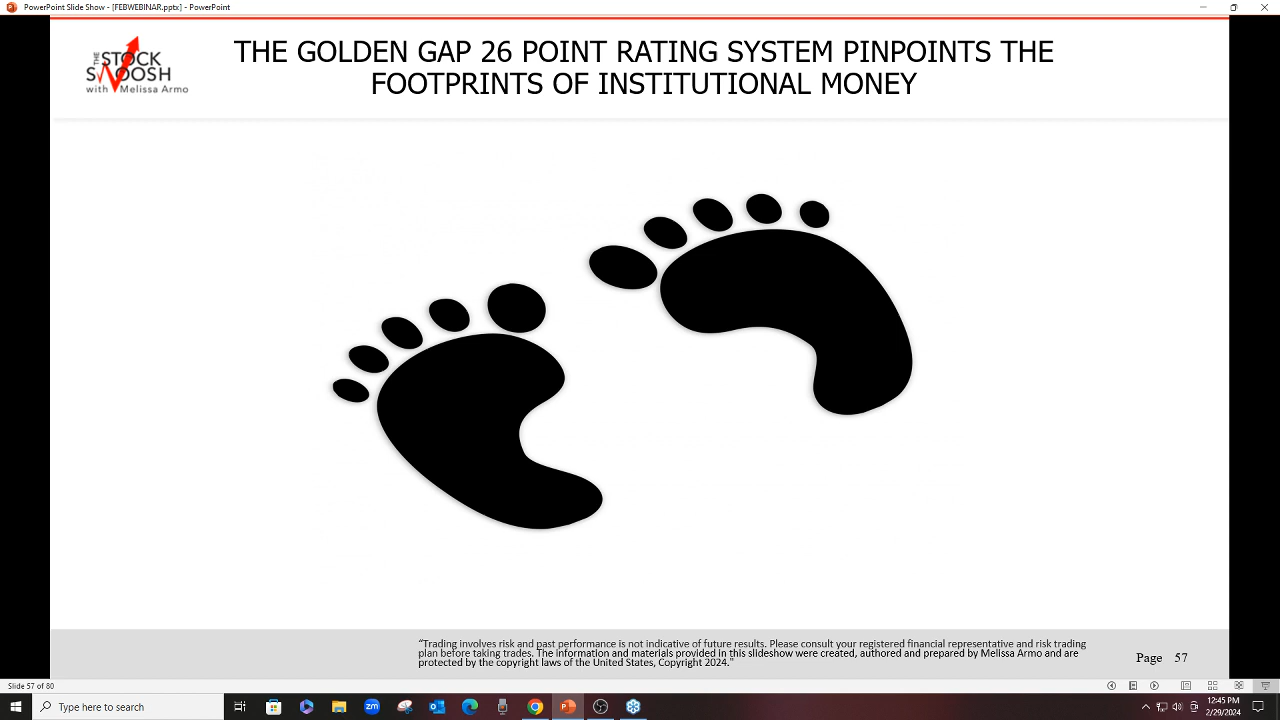 PowerPoint Slide Show - [FEBWEBINAR.pptx] - PowerPoint
THE
STOCK
SWOOSH
with Melissa Armo
THE GOLDEN GAP 26 POINT RATING SYSTEM PINPOINTS THE
FOOTPRINTS OF INSTITUTIONAL MONEY
"Trading involves risk and past performance is not indicative of future results. Please consult your registered financial representative and risk trading
plan before taking trades. The information and materials provided in this slideshow were created, authored and prepared by Melissa Armo and are
protected by the copyright laws of the United States, Copyright 2024."
Page 57
Slide 57 of 80
Type here to search
zm
12:45 PM
2/29/2024